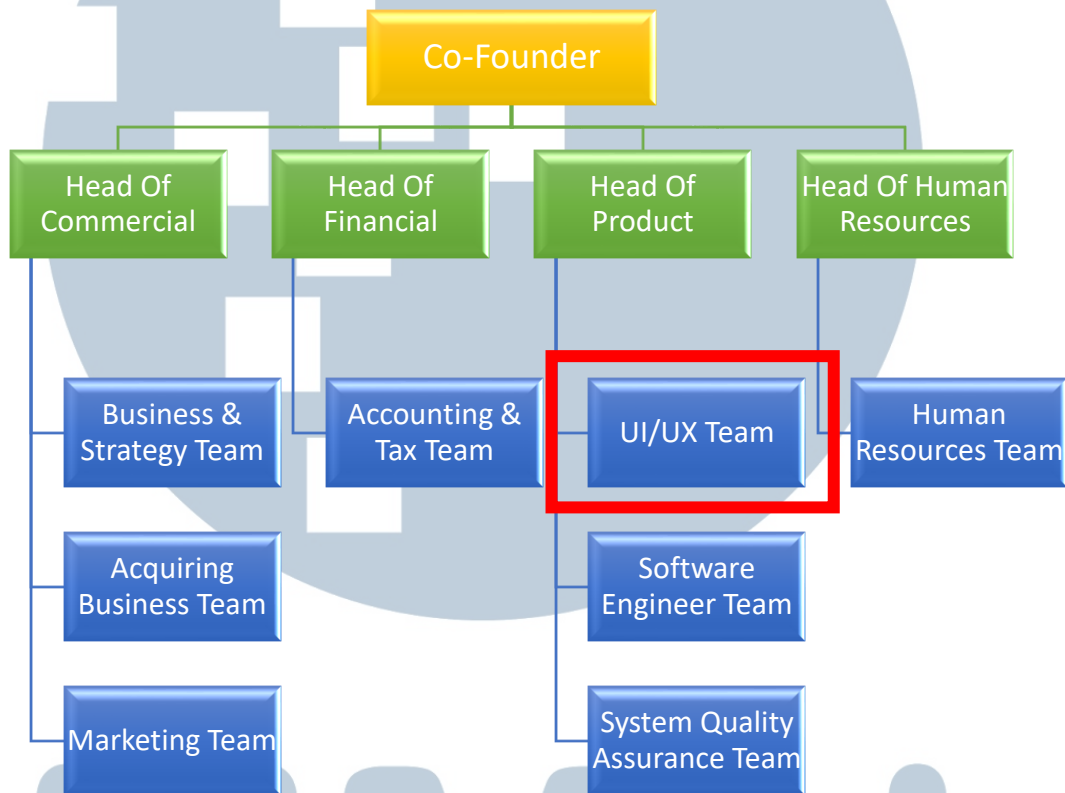 Co-Founder
Head Of
Commercial
Head Of
Financial
Head Of
Product
Head Of Human
Resources
Business &
Strategy Team
Accounting &
Tax Team
UI/UX Team
Human
Resources Team
Acquiring
Business Team
Software
Engineer Team
Marketing Team
System Quality
Assurance Team